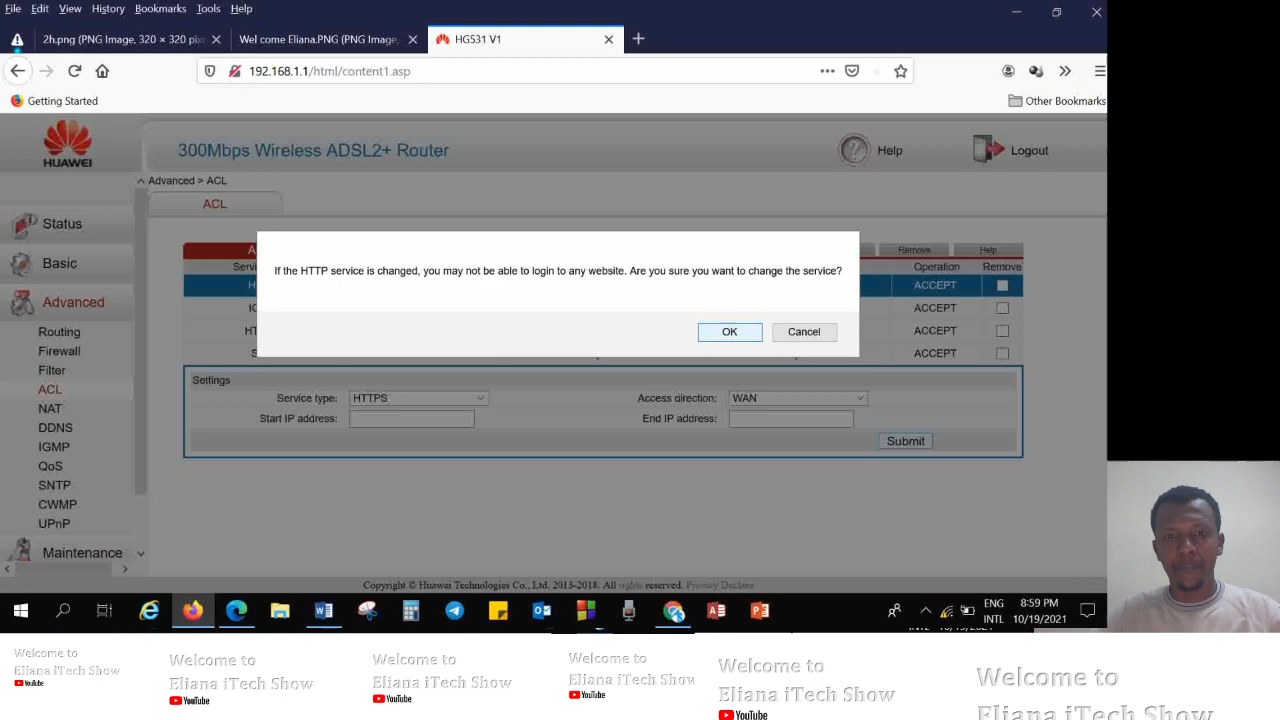 File Edit View History Bookmarks Tools Help
2h.png (PNG Image, 320 × 320 pix
Wel come Eliana.PNG (PNG Image,
HG531 V1
192.168.1.1/html/content1.asp
Getting Started
Other Bookmarks
HUAWEI
300Mbps Wireless ADSL2+ Router
Help
Logout
Advanced > ACL
ACL
Status
Basic
Advanced
Routing
Firewall
Filter
ACL
NAT
DDNS
IGMP
QoS
SNTP
CWMP
UPnP
Maintenance
Remove Help
Operation Remove
ACCEPT
ACCEPT
ACCEPT
ACCEPT
If the HTTP service is changed, you may not be able to login to any website. Are you sure you want to change the service?
OK Cancel
Settings
Service type: HTTPS Access direction: WAN
Start IP address: End IP address:
Submit
Copyright © Huawei Technologies Co., Ltd. 2013-2018. All rights reserved. Privacy Declare
ENG 8:59 PM
INTL 10/19/2021
Welcome to
Eliana iTech Show
YouTube
Welcome to
Eliana iTech Show
YouTube
Welcome to
Eliana iTech Show
YouTube
Welcome to
Eliana iTech Show
YouTube
Welcome to
Eliana iTech Show
YouTube
Welcome to
Eliana iTech Show